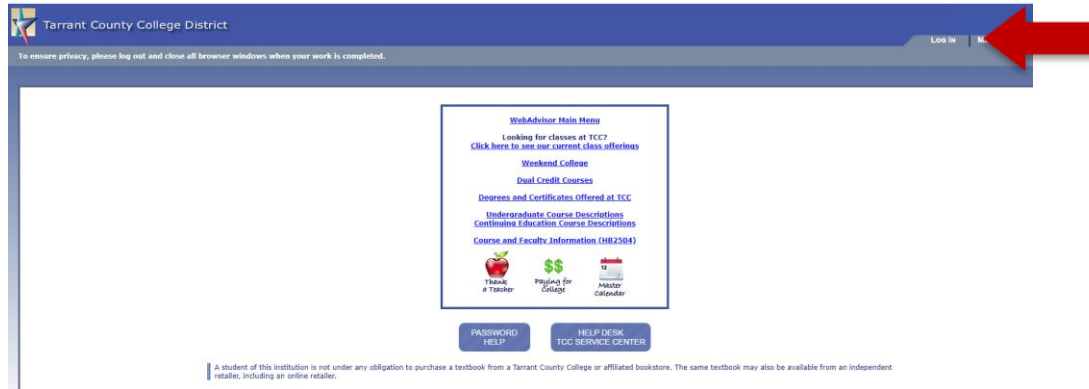 Tarrant County College District
LOG IN
To ensure privacy, please log out and close all browser windows when your work is completed.
WebAdvisor Main Menu
Looking for classes at TCC?
Click here to see our current class offerings
Weekend College
Dual Credit Courses
Degrees and Certificates Offered at TCC
Undergraduate Course Descriptions
Continuing Education Course Descriptions
Course and Faculty Information (HB2504)
Thank
a Teacher
$$
Paying for
College
12
Master
Calendar
PASSWORD
HELP
HELP DESK
TCC SERVICE CENTER
A student of this institution is not under any obligation to purchase a textbook from a Tarrant County College or affiliated bookstore. The same textbook may also be available from an independent
retailer, including an online retailer.